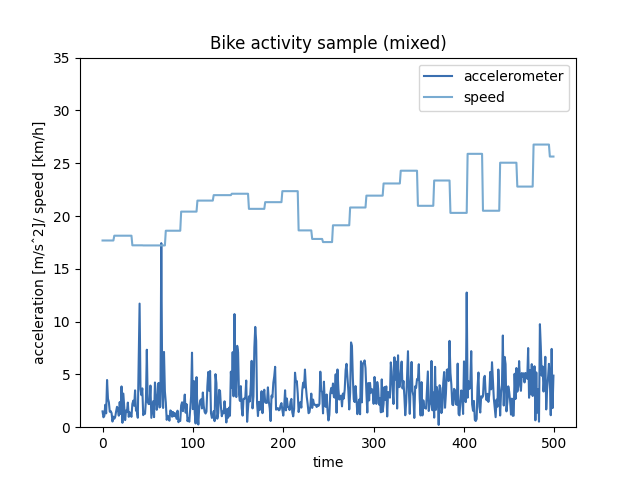 Bike activity sample (mixed)
accelerometer
speed
35
30
25
20
15
10
5
0
acceleration [m/s^2]/ speed [km/h]
0 100 200 300 400 500
time